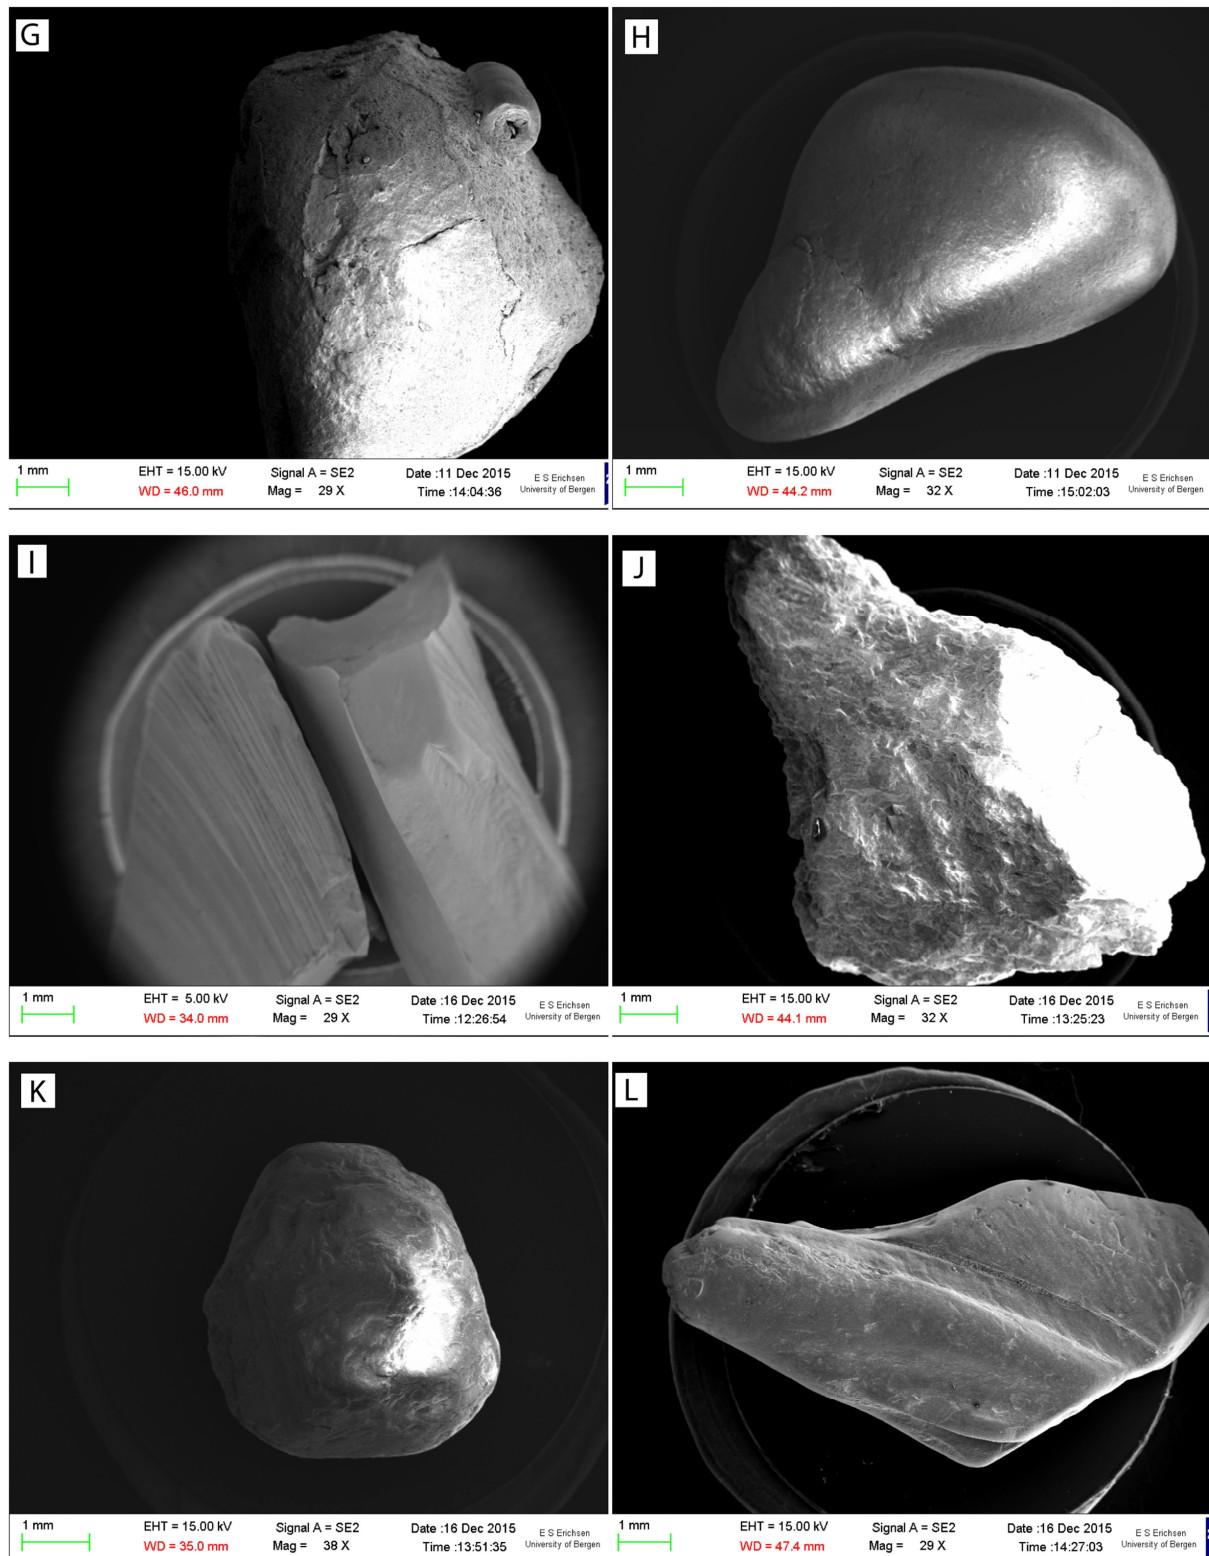 G
1 mm
EHT = 15.00 kV
WD = 46.0 mm
Signal A = SE2
Mag = 29 X
Date :11 Dec 2015
Time :14:04:36
E S Erichsen
University of Bergen
H
1 mm
EHT = 15.00 kV
WD = 44.2 mm
Signal A = SE2
Mag = 32 X
Date :11 Dec 2015
Time :15:02:03
E S Erichsen
University of Bergen
I
1 mm
EHT = 5.00 kV
WD = 34.0 mm
Signal A = SE2
Mag = 29 X
Date :16 Dec 2015
Time :12:26:54
E S Erichsen
University of Bergen
J
1 mm
EHT = 15.00 kV
WD = 44.1 mm
Signal A = SE2
Mag = 32 X
Date :16 Dec 2015
Time :13:25:23
E S Erichsen
University of Bergen
K
1 mm
EHT = 15.00 kV
WD = 35.0 mm
Signal A = SE2
Mag = 38 X
Date :16 Dec 2015
Time :13:51:35
E S Erichsen
University of Bergen
L
1 mm
EHT = 15.00 kV
WD = 47.4 mm
Signal A = SE2
Mag = 29 X
Date :16 Dec 2015
Time :14:27:03
E S Erichsen
University of Bergen